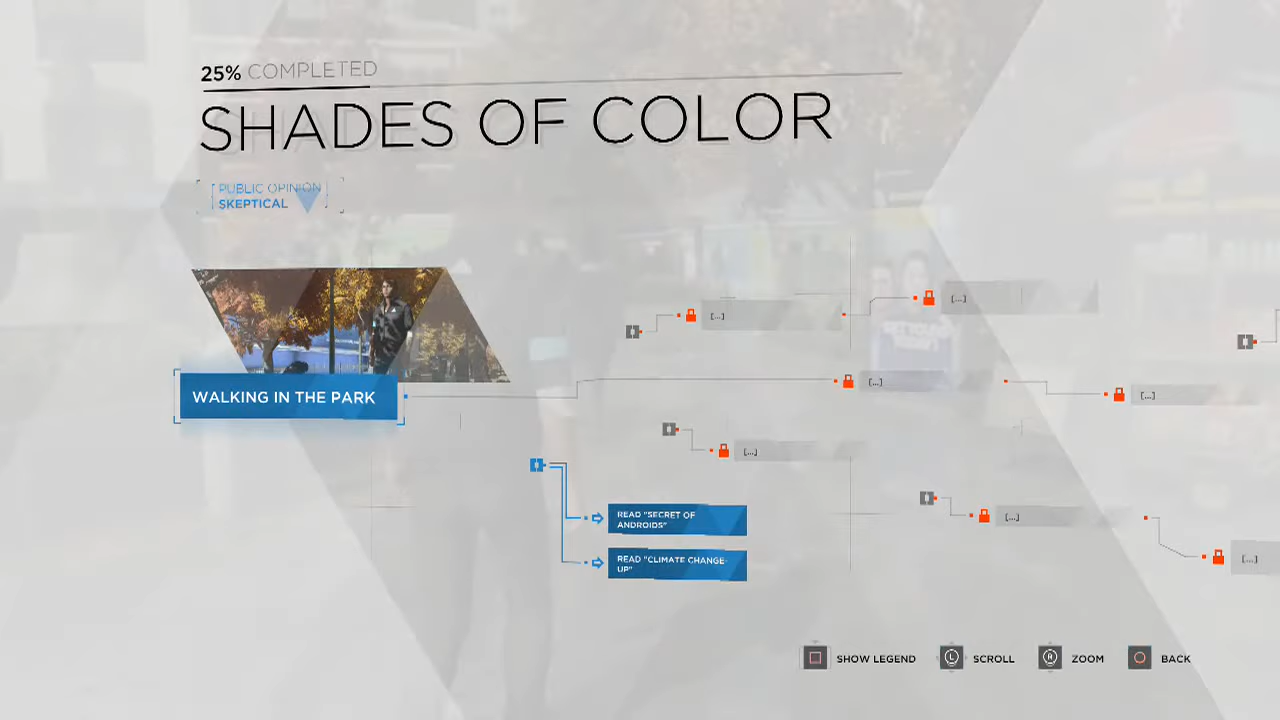 25% COMPLETED
SHADES OF COLOR
PUBLIC OPINION
SKEPTICAL
WALKING IN THE PARK
[...]
[...]
[...]
[...]
[...]
READ "SECRET OF
ANDROIDS"
[...]
[...]
READ "CLIMATE CHANGE-
UP"
SHOW LEGEND
L
SCROLL
R
ZOOM
BACK